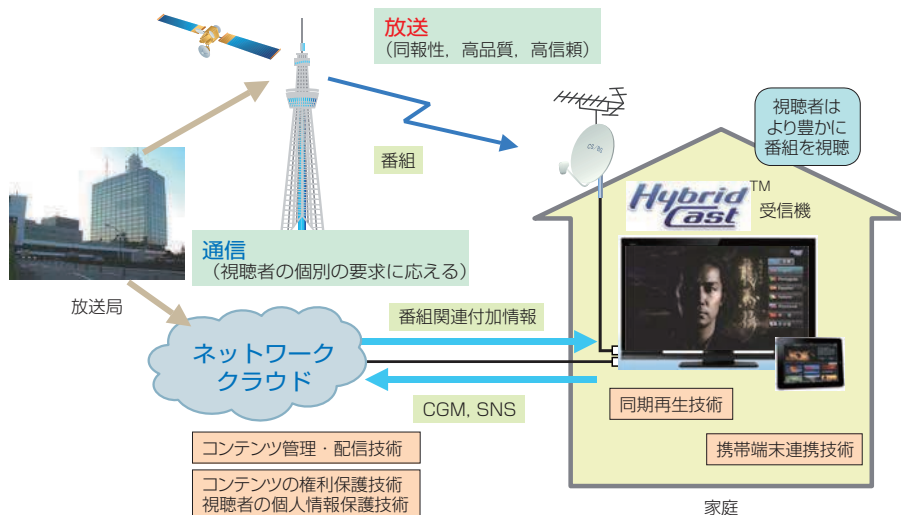 放送
（同報性，高品質，高信頼）
視聴者は
より豊かに
番組を視聴
CS/BS
番組
Hybrid
Cast
TM
受信機
通信
（視聴者の個別の要求に応える）
放送局
番組関連付加情報
ネットワーク
クラウド
CGM, SNS
同期再生技術
携帯端末連携技術
コンテンツ管理・配信技術
コンテンツの権利保護技術
視聴者の個人情報保護技術
家庭